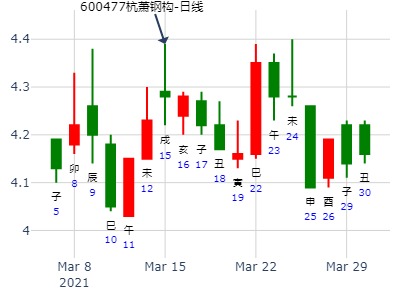 600477杭萧钢构-日线
4.4
4.3
4.2
4.1
4
子
5
卯
8
辰
9
巳
10
午
11
未
12
戌
15
亥
16
子
17
丑
18
寅
19
巳
22
午
23
未
24
申
25
酉
26
子
29
丑
30
Mar 8
2021
Mar 15
Mar 22
Mar 29